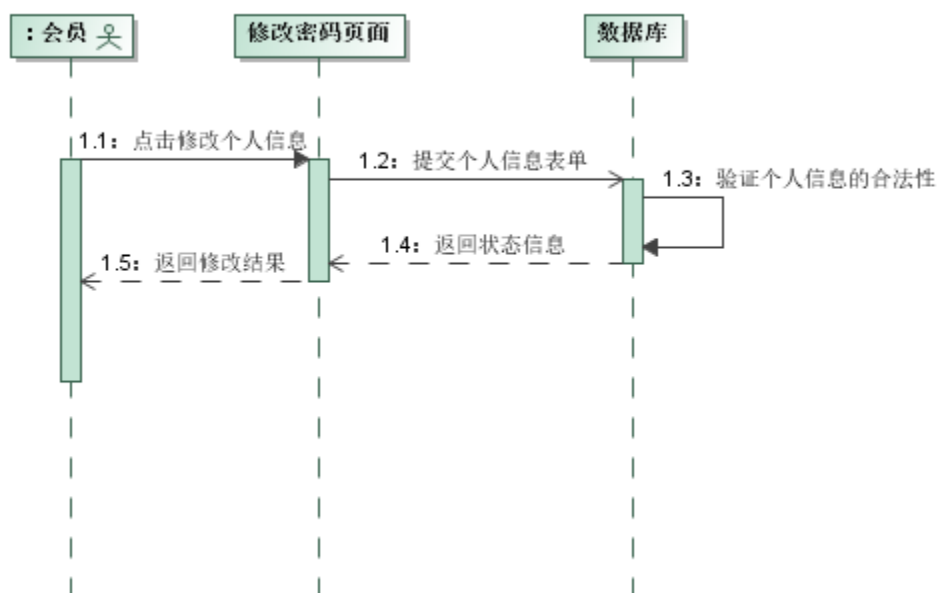 ：会员
修改密码页面
数据库
1.1：点击修改个人信息
1.2：提交个人信息表单
1.3：验证个人信息的合法性
1.4：返回状态信息
1.5：返回修改结果